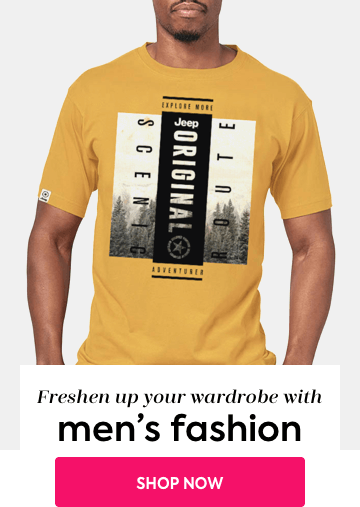 EXPLORE MORE
Jeep
SCENIC
ORIGINAL
ROUTE
ADVENTURER
Freshen up your wardrobe with
men's fashion
SHOP NOW